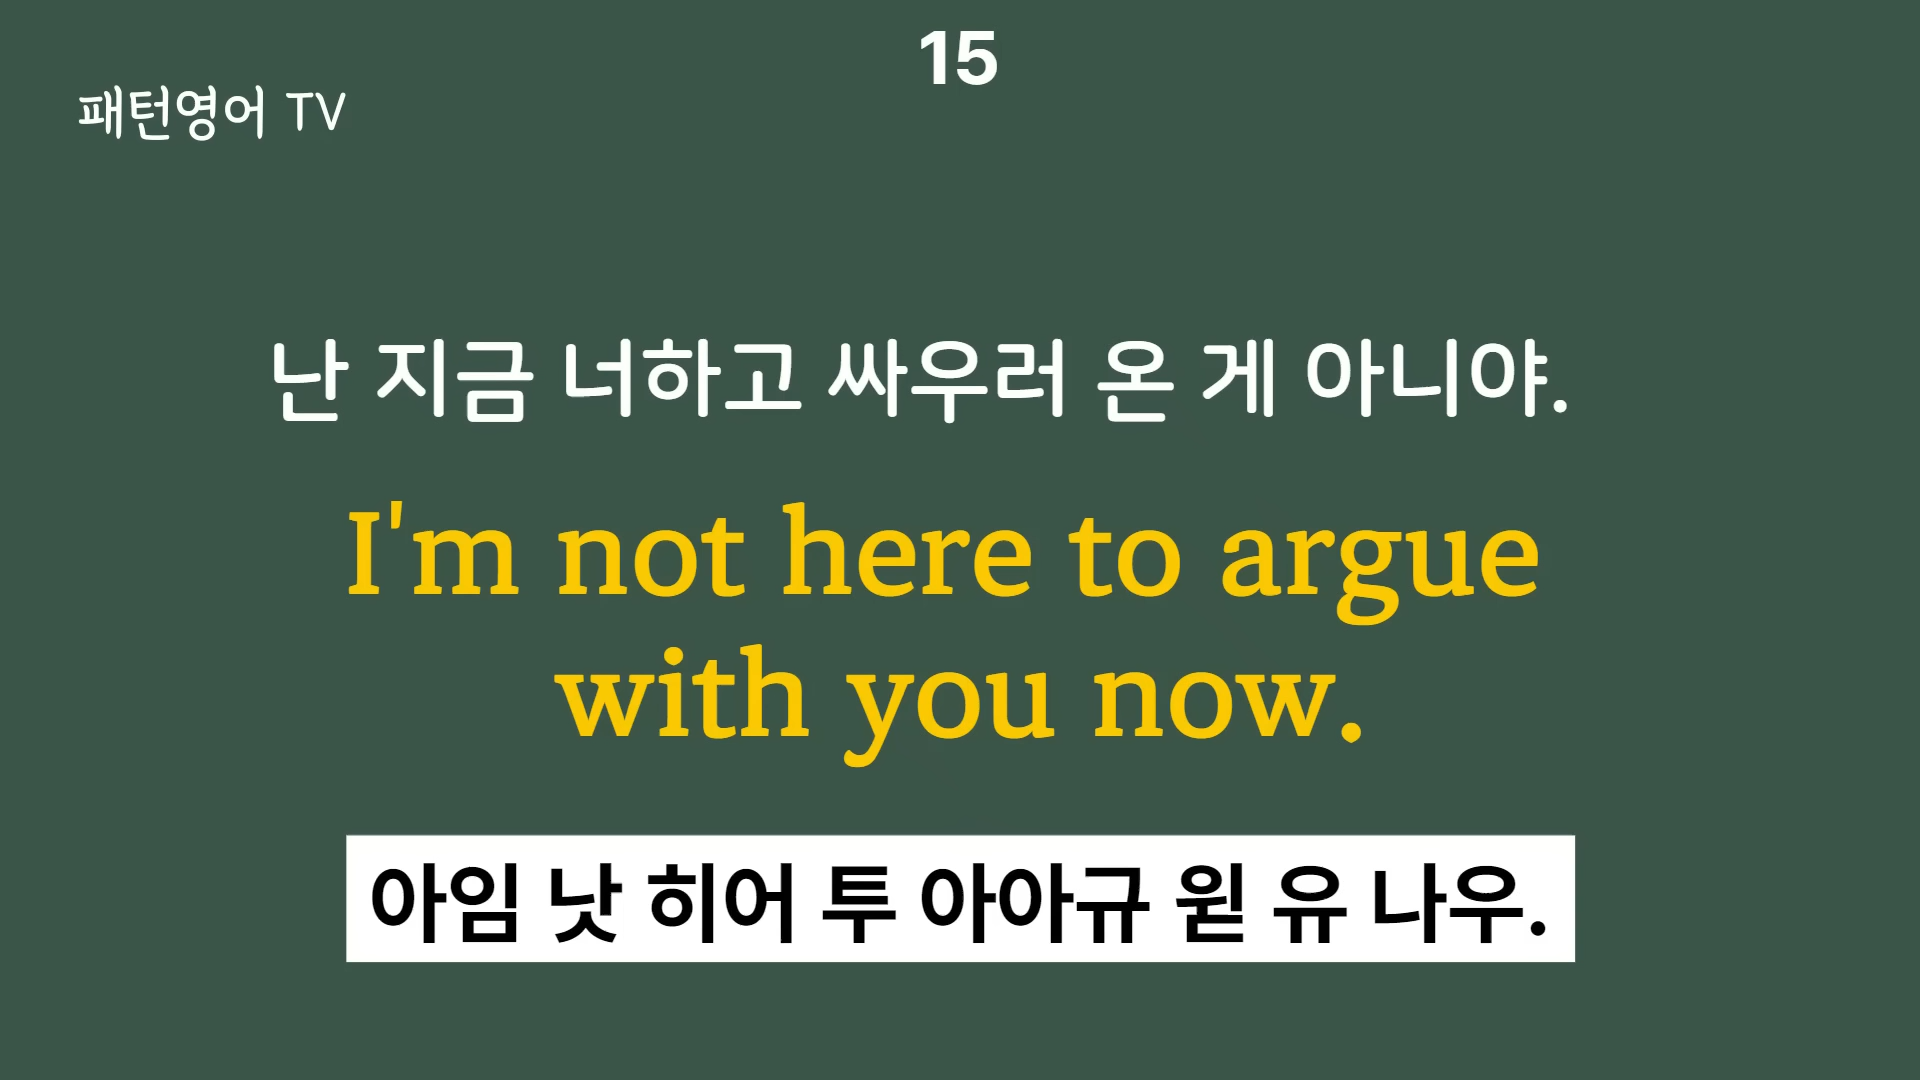 15
패턴영어 TV
난 지금 너하고 싸우러 온 게 아니야.
I'm not here to argue
with you now.
아임 낫 히어 투 아아규 윋 유 나우.